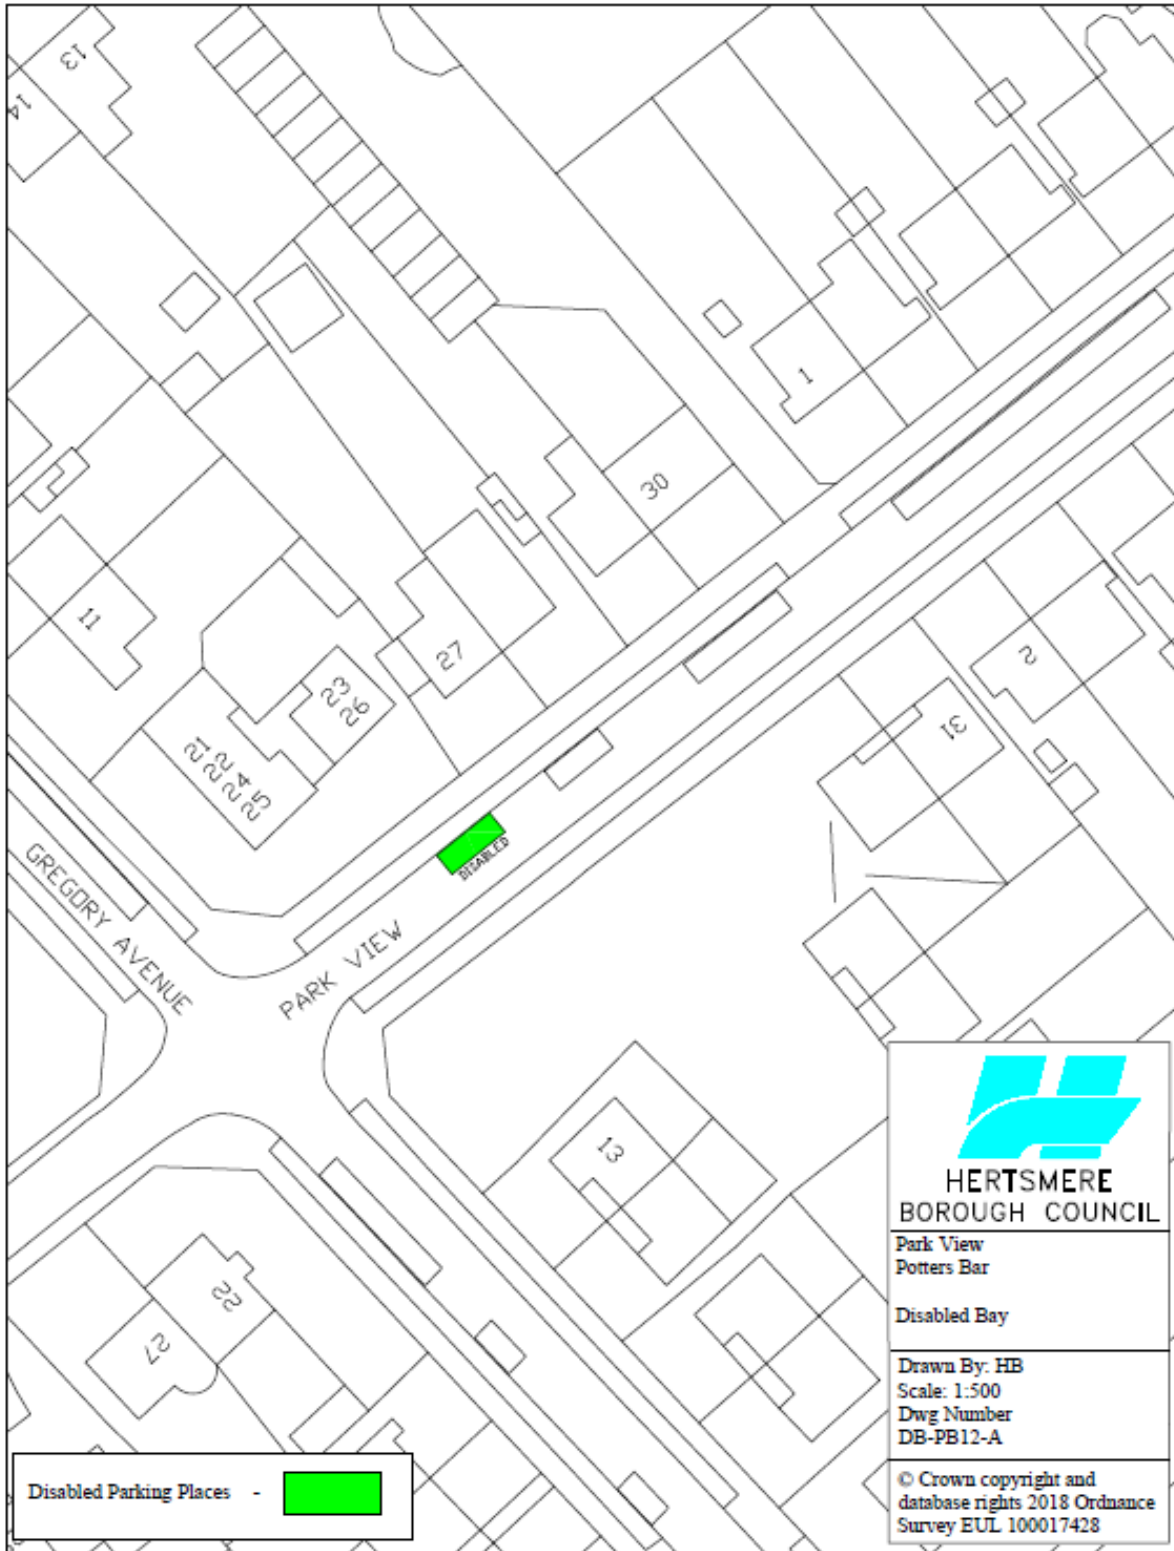 13
14
1
30
11
27
23
26
21
22
24
25
2
31
DISABLED
GREGORY AVENUE
PARK VIEW
13
22
27
HERTSMERE
BOROUGH COUNCIL
Park View
Potters Bar
Disabled Bay
Drawn By: HB
Scale: 1:500
Dwg Number
DB-PB12-A
© Crown copyright and
database rights 2018 Ordnance
Survey EUL 100017428
Disabled Parking Places -